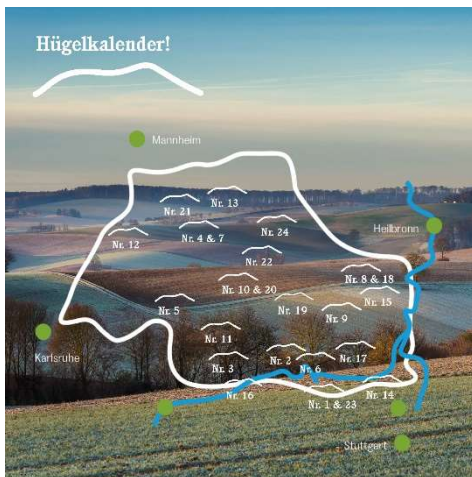 Hügelkalender!
Mannheim
Nr. 13
Nr. 21
Nr. 24
Nr. 4 & 7
Nr. 12
Heilbronn
Nr. 22
Nr. 8 & 18
Nr. 10 & 20
Nr. 15
Nr. 5
Nr. 19
Nr. 9
Nr. 11
Karlsruhe
Nr. 17
Nr. 2
Nr. 3
Nr. 6
Nr. 16
Nr. 14
Nr. 1 & 23
Stuttgart